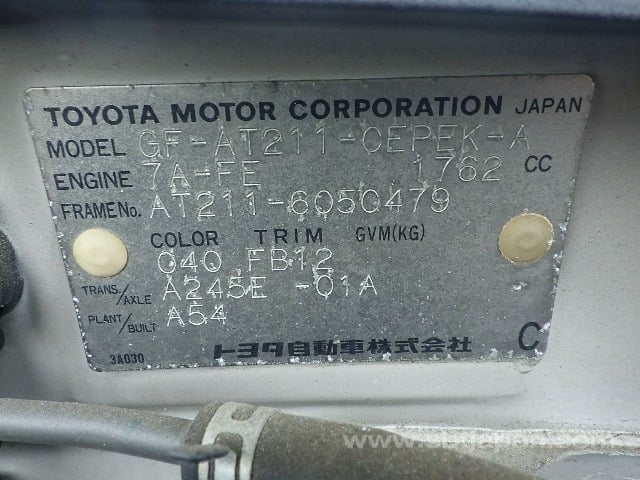 TOYOTA MOTOR CORPORATION JAPAN
MODEL GF-AT211-CEPEK-A
ENGINE 7A-FE 1762 CC
FRAME No. AT211-6050479
COLOR TRIM GVM(KG)
040 FB12
TRANS./AXLE A245E -01A
PLANT/BUILT A54
3A030 トヨタ自動車株式会社 C